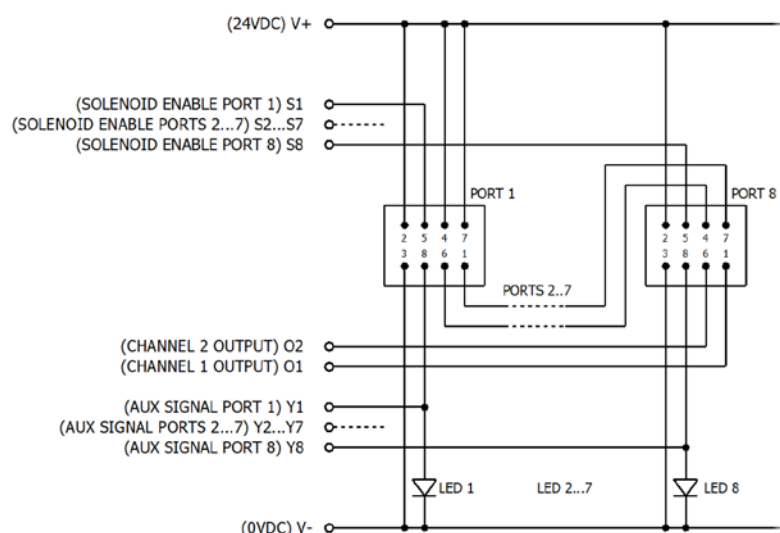 (24VDC) V+
(SOLENOID ENABLE PORT 1) S1
(SOLENOID ENABLE PORTS 2...7) S2...S7
(SOLENOID ENABLE PORT 8) S8
PORT 1
PORT 8
2 5 4 7
3 8 6 1
2 5 4 7
3 8 6 1
PORTS 2..7
(CHANNEL 2 OUTPUT) O2
(CHANNEL 1 OUTPUT) O1
(AUX SIGNAL PORT 1) Y1
(AUX SIGNAL PORTS 2...7) Y2...Y7
(AUX SIGNAL PORT 8) Y8
LED 1
LED 2...7
LED 8
(0VDC) V-